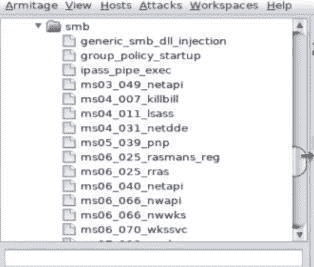 Armitage View Hosts Attacks Workspaces Help
smb
generic_smb_dll_injection
group_policy_startup
ipass_pipe_exec
ms03_049_netapi
ms04_007_killbill
ms04_011_lsass
ms04_031_netdde
ms05_039_pnp
ms06_025_rasmans_reg
ms06_025_rras
ms06_040_netapi
ms06_066_nwapi
ms06_066_nwwks
ms06_070_wkssvc